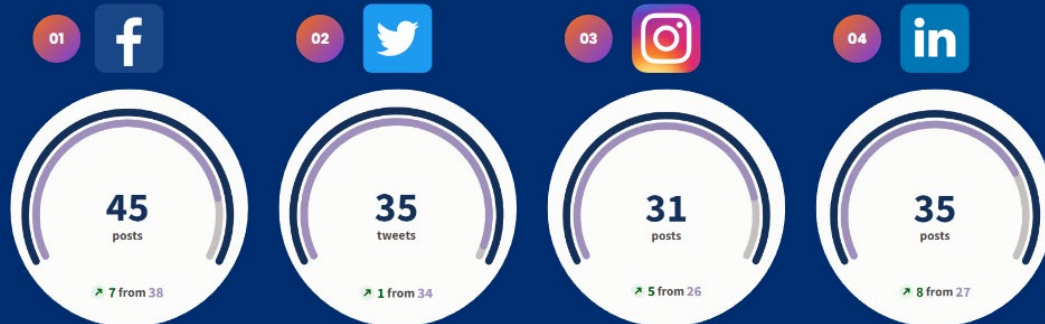 01
02
03
04
in
45
posts
7 from 38
35
tweets
1 from 34
31
posts
5 from 26
35
posts
8 from 27